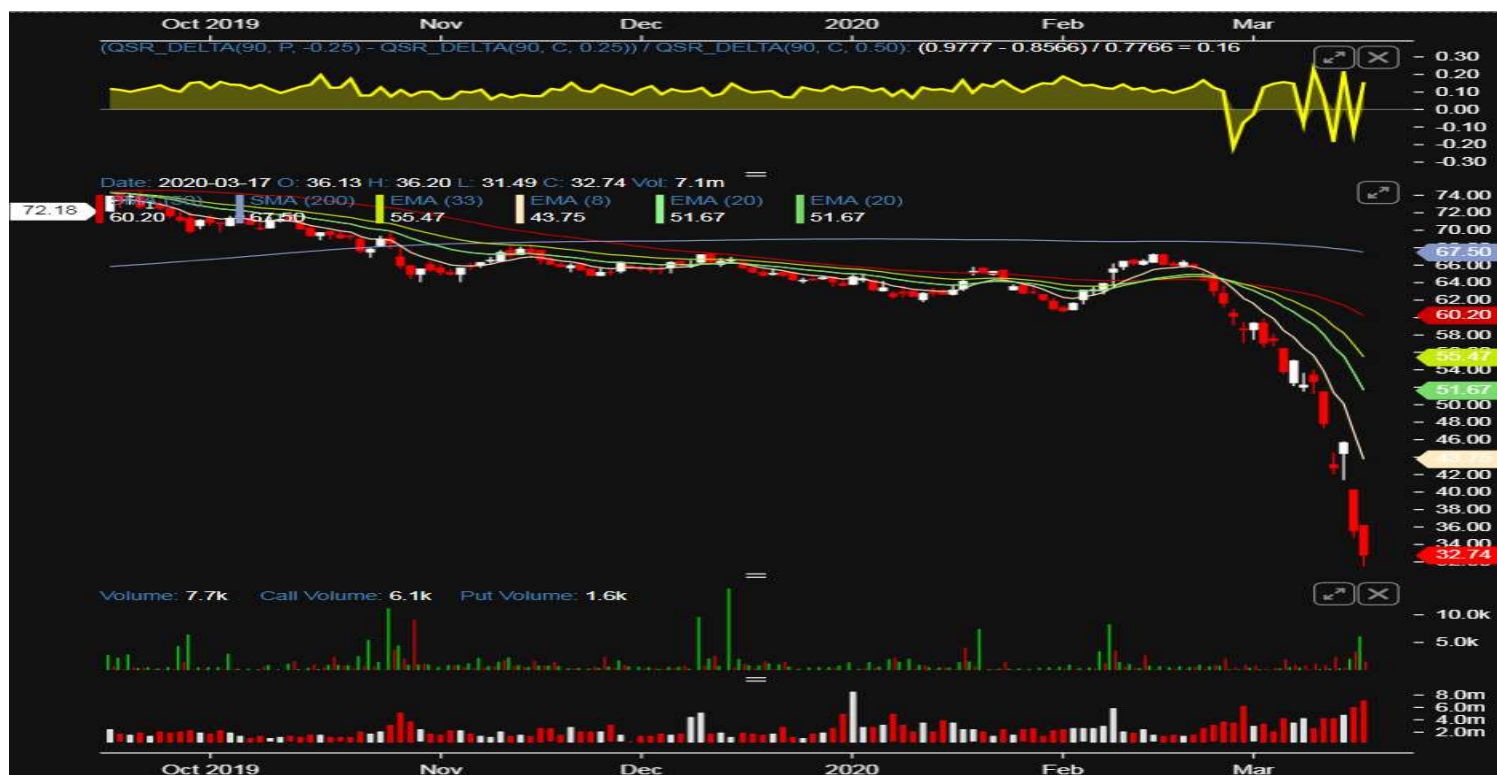 Oct 2019 Nov Dec 2020 Feb Mar
(QSR_DELTA(90, P, -0.25) - QSR_DELTA(90, C, 0.25)) / QSR_DELTA(90, C, 0.50): (0.9777 - 0.8566) / 0.7766 = 0.16
0.30
0.20
0.10
0.00
-0.10
-0.20
-0.30
Date: 2020-03-17 O: 36.13 H: 36.20 L: 31.49 C: 32.74 Vol: 7.1m
SMA (200) EMA (33) EMA (8) EMA (20) EMA (20)
60.20 67.50 55.47 43.75 51.67 51.67
72.18
74.00
72.00
70.00
67.50
66.00
64.00
62.00
60.20
58.00
55.47
54.00
51.67
50.00
48.00
46.00
43.75
42.00
40.00
38.00
36.00
34.00
32.74
Volume: 7.7k Call Volume: 6.1k Put Volume: 1.6k
10.0k
5.0k
8.0m
6.0m
4.0m
2.0m
Oct 2019 Nov Dec 2020 Feb Mar